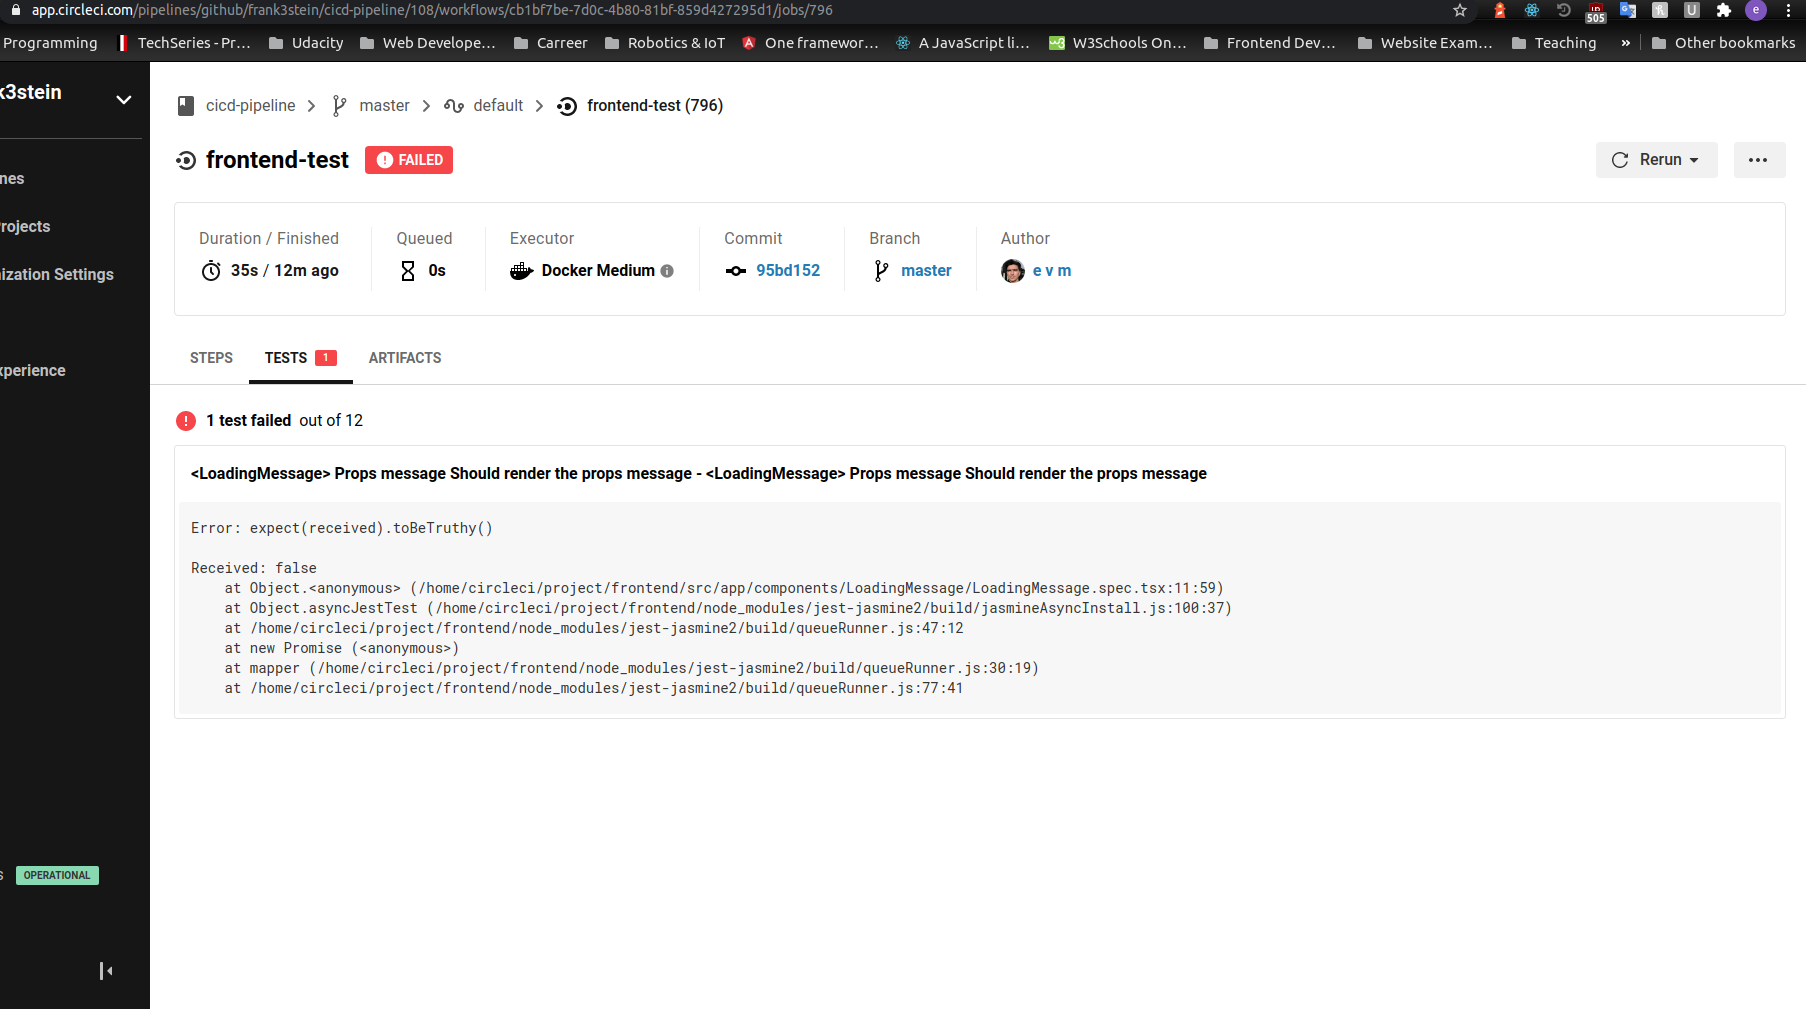 app.circleci.com/pipelines/github/frank3stein/cicd-pipeline/108/workflows/cb1bf7be-7d0c-4b80-81bf-859d427295d1/jobs/796
505
e
Programming TechSeries - Pr... Udacity Web Develope... Carreer Robotics & IoT One framewor... A JavaScript li... W3Schools On... Frontend Dev... Website Exam... Teaching » Other bookmarks
k3stein
cicd-pipeline > master > default > frontend-test (796)
frontend-test FAILED
Rerun
nes
rojects
ization Settings
xperience
s OPERATIONAL
Duration / Finished Queued Executor Commit Branch Author
35s / 12m ago 0s Docker Medium 95bd152 master e v m
STEPS TESTS 1 ARTIFACTS
1 test failed out of 12
<LoadingMessage> Props message Should render the props message - <LoadingMessage> Props message Should render the props message
Error: expect(received).toBeTruthy()
Received: false
at Object.<anonymous> (/home/circleci/project/frontend/src/app/components/LoadingMessage/LoadingMessage.spec.tsx:11:59)
at Object.asyncJestTest (/home/circleci/project/frontend/node_modules/jest-jasmine2/build/jasmineAsyncInstall.js:100:37)
at /home/circleci/project/frontend/node_modules/jest-jasmine2/build/queueRunner.js:47:12
at new Promise (<anonymous>)
at mapper (/home/circleci/project/frontend/node_modules/jest-jasmine2/build/queueRunner.js:30:19)
at /home/circleci/project/frontend/node_modules/jest-jasmine2/build/queueRunner.js:77:41